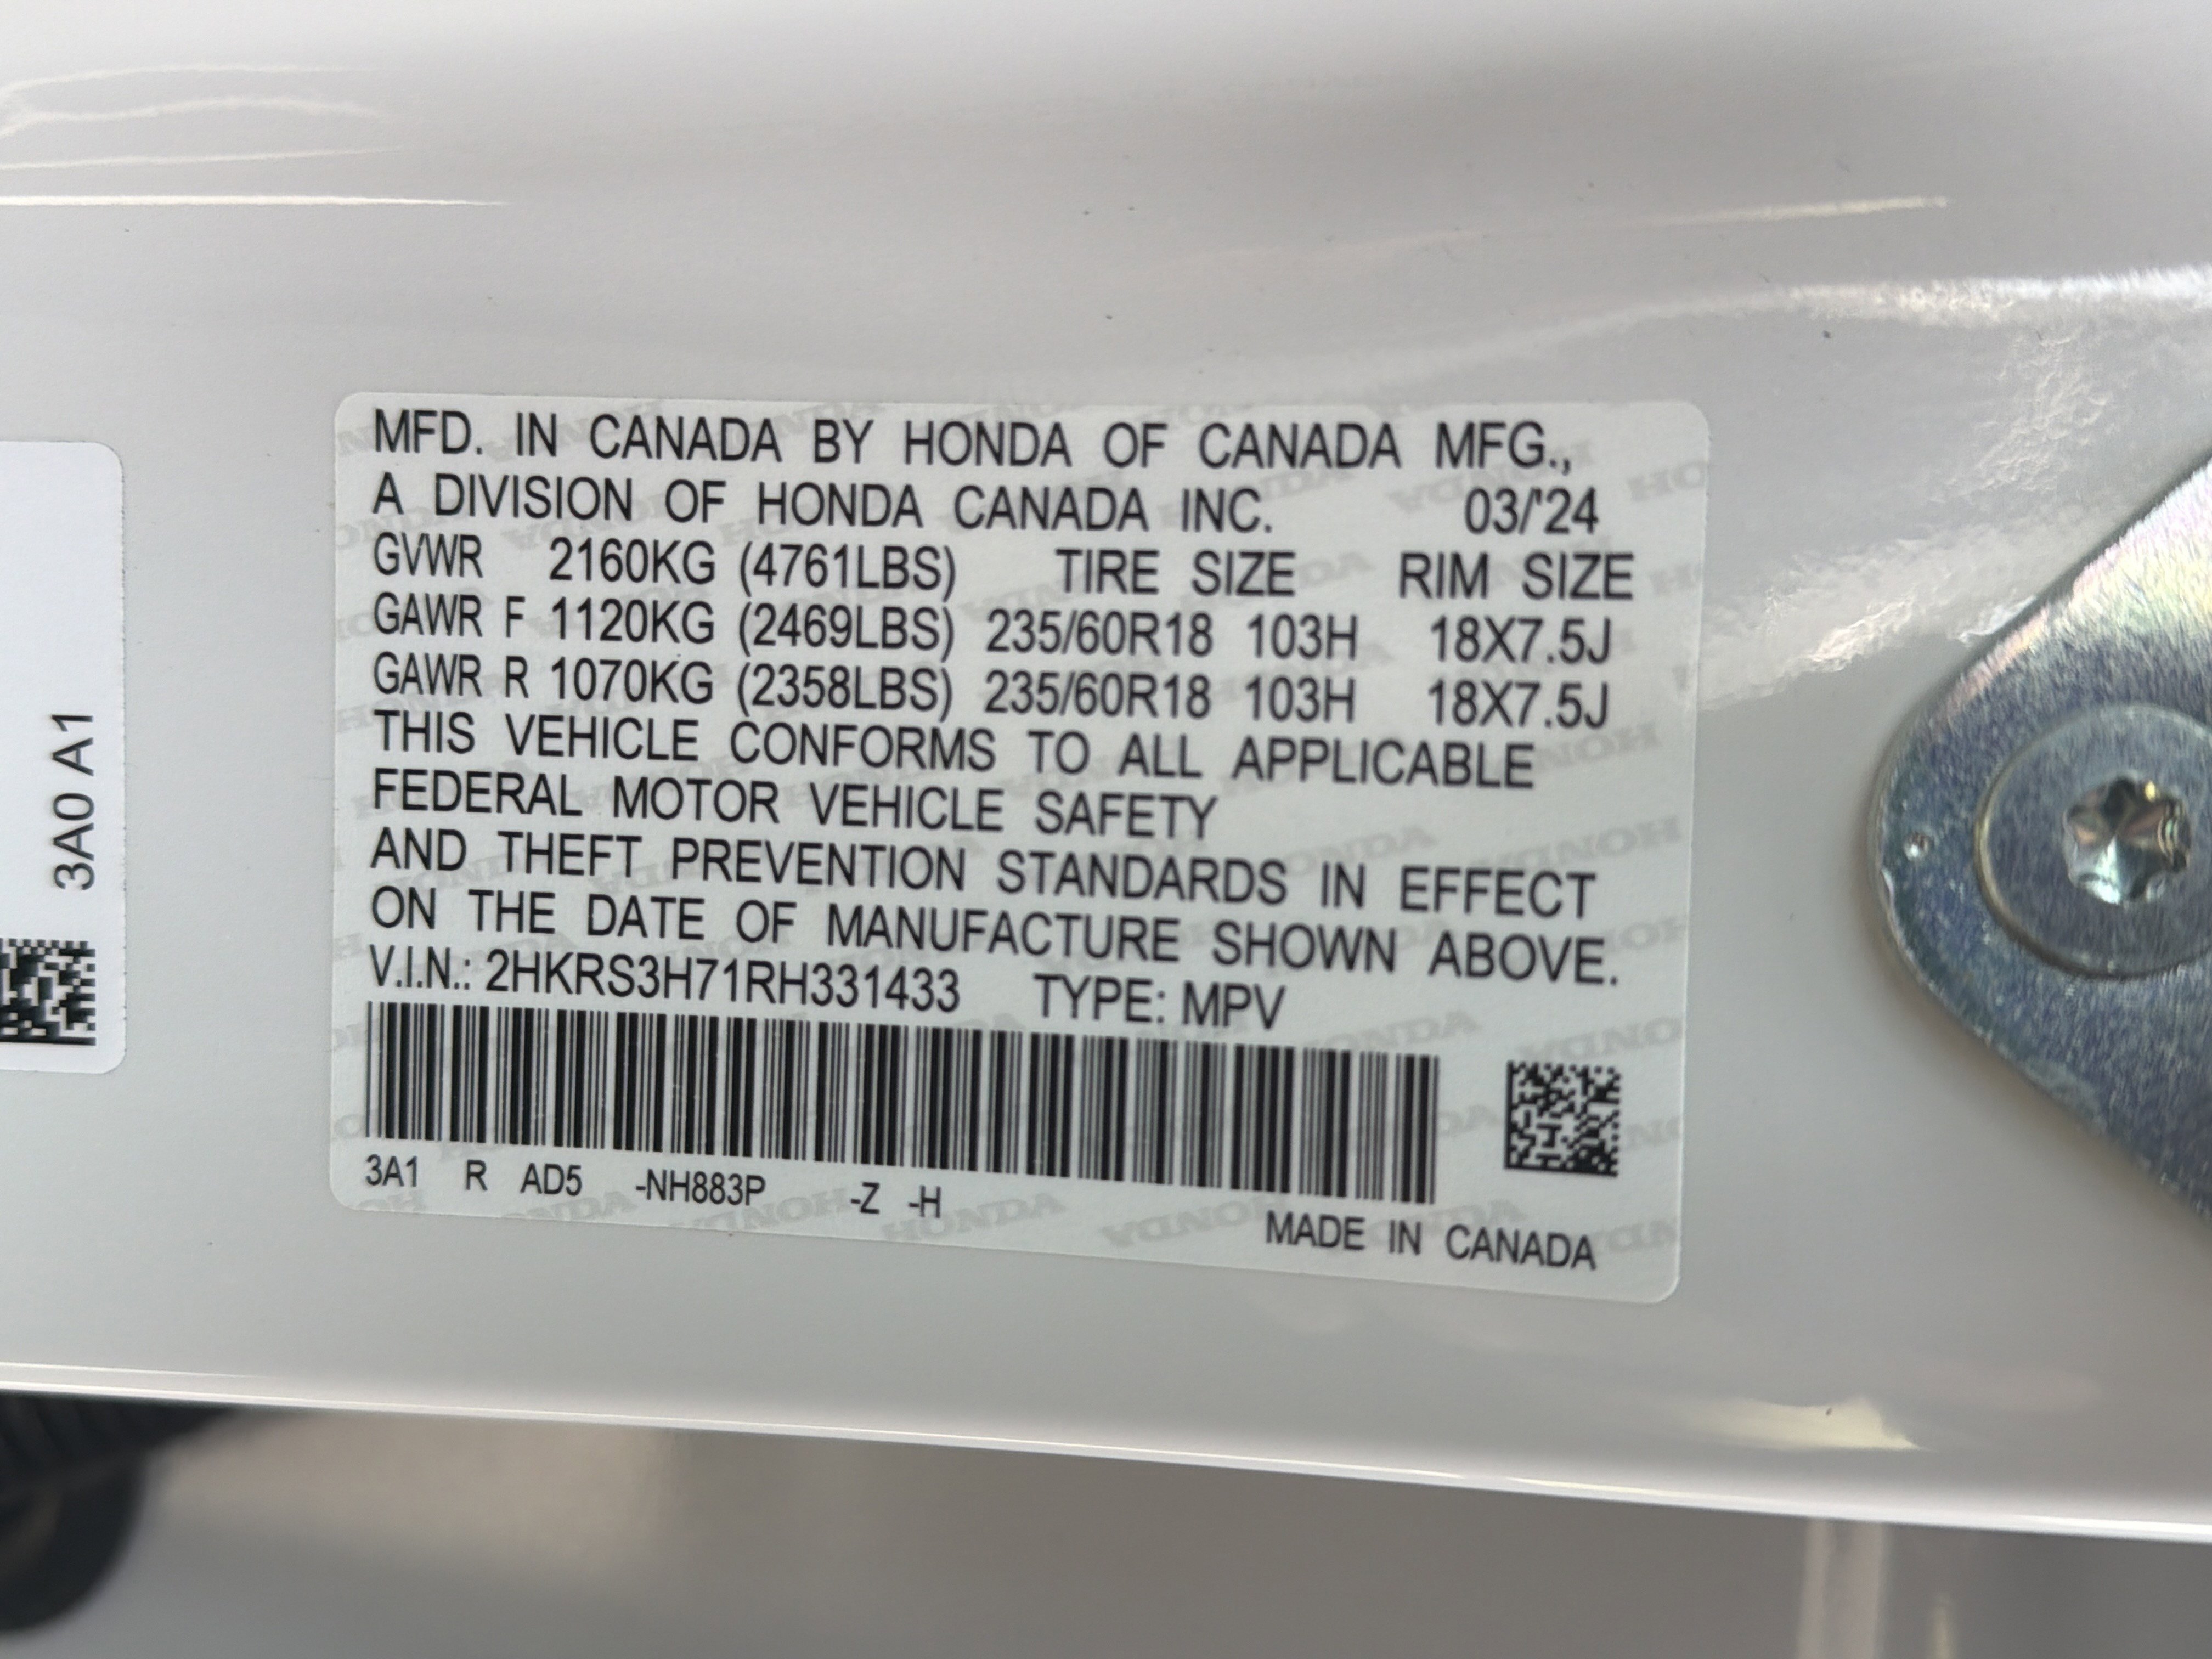 MFD. IN CANADA BY HONDA OF CANADA MFG.,
A DIVISION OF HONDA CANADA INC. 03/'24
GVWR 2160KG (4761LBS) TIRE SIZE RIM SIZE
GAWR F 1120KG (2469LBS) 235/60R18 103H 18X7.5J
GAWR R 1070KG (2358LBS) 235/60R18 103H 18X7.5J
THIS VEHICLE CONFORMS TO ALL APPLICABLE
FEDERAL MOTOR VEHICLE SAFETY
AND THEFT PREVENTION STANDARDS IN EFFECT
ON THE DATE OF MANUFACTURE SHOWN ABOVE.
V.I.N.: 2HKRS3H71RH331433 TYPE: MPV
3A1 R AD5 -NH883P -Z -H
MADE IN CANADA
3A0 A1